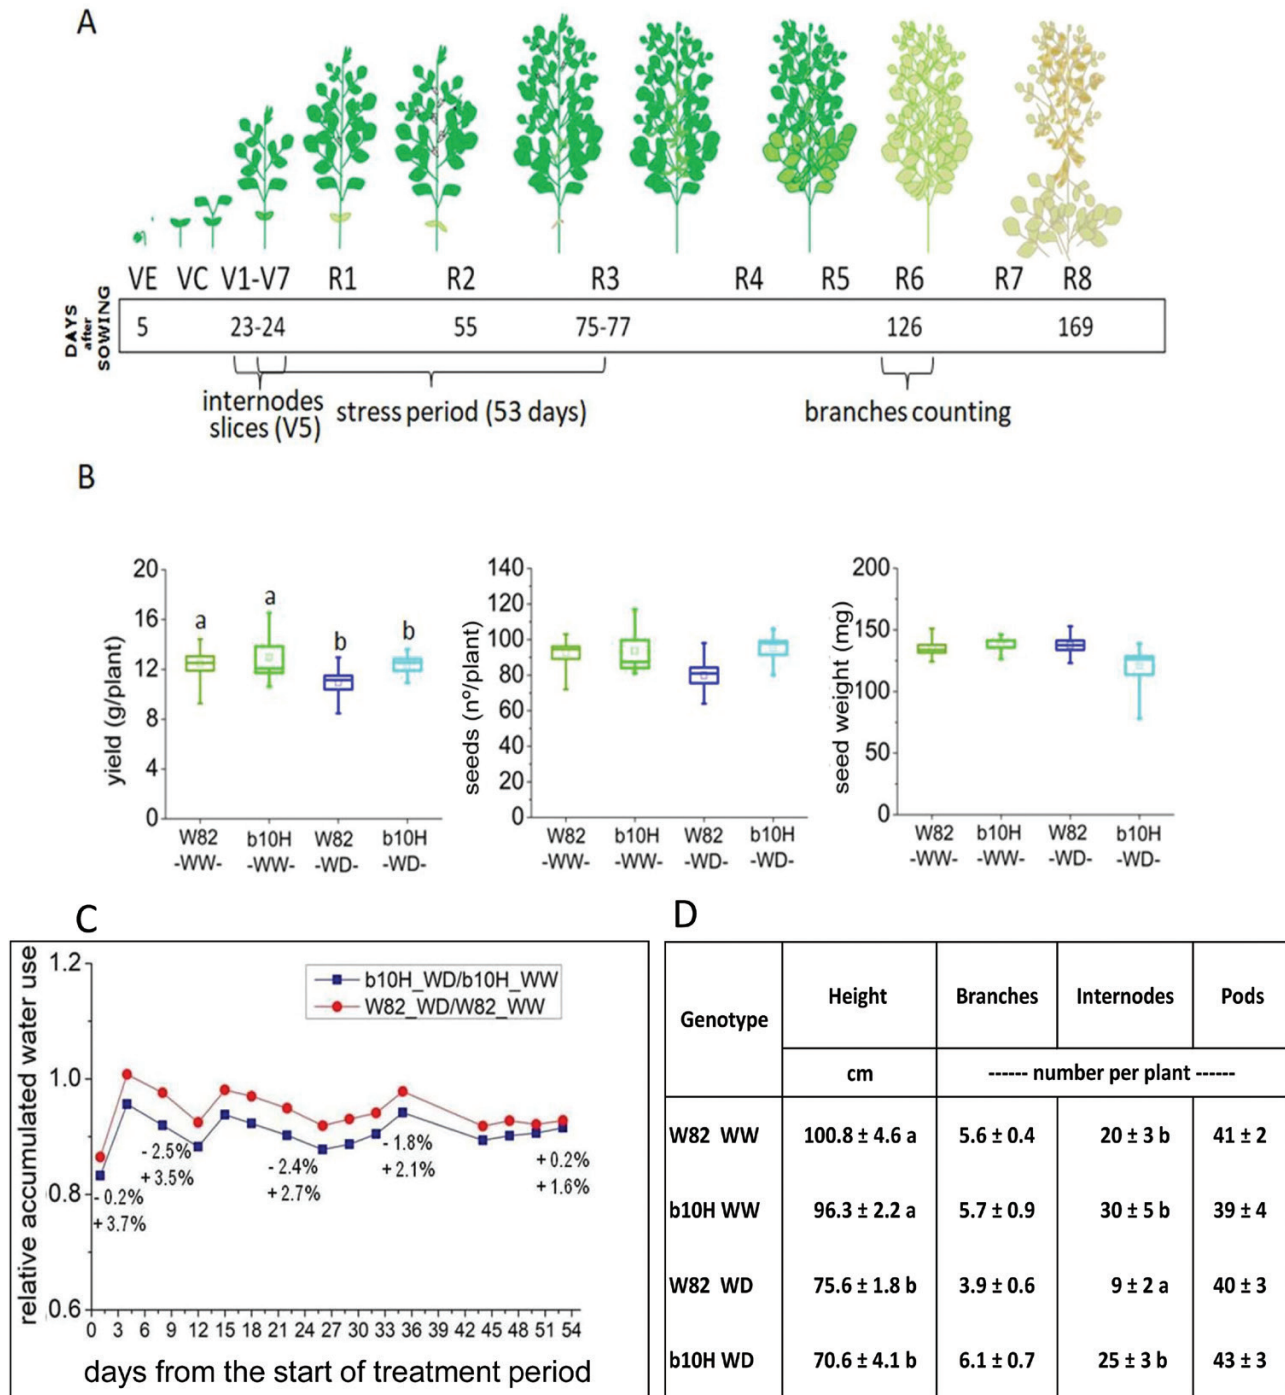 A
VE VC V1-V7 R1 R2 R3 R4 R5 R6 R7 R8
DAYS
after
SOWING
5 23-24 55 75-77 126 169
internodes
slices (V5)
stress period (53 days)
branches counting
B
yield (g/plant)
20
16
12
8
4
0
a a b b
W82 b10H W82 b10H
-WW- -WW- -WD- -WD-
seeds (nº/plant)
140
120
100
80
60
40
20
0
W82 b10H W82 b10H
-WW- -WW- -WD- -WD-
seed weight (mg)
200
150
100
50
0
W82 b10H W82 b10H
-WW- -WW- -WD- -WD-
C
relative accumulated water use
1.2
1.0
0.8
0.6
b10H_WD/b10H_WW
W82_WD/W82_WW
- 0.2%
+ 3.7%
- 2.5%
+ 3.5%
- 2.4%
+ 2.7%
- 1.8%
+ 2.1%
+ 0.2%
+ 1.6%
0 3 6 9 12 15 18 21 24 27 30 33 36 39 42 45 48 51 54
days from the start of treatment period
D
Genotype Height Branches Internodes Pods
cm ------ number per plant ------
W82 WW 100.8 ± 4.6 a 5.6 ± 0.4 20 ± 3 b 41 ± 2
b10H WW 96.3 ± 2.2 a 5.7 ± 0.9 30 ± 5 b 39 ± 4
W82 WD 75.6 ± 1.8 b 3.9 ± 0.6 9 ± 2 a 40 ± 3
b10H WD 70.6 ± 4.1 b 6.1 ± 0.7 25 ± 3 b 43 ± 3